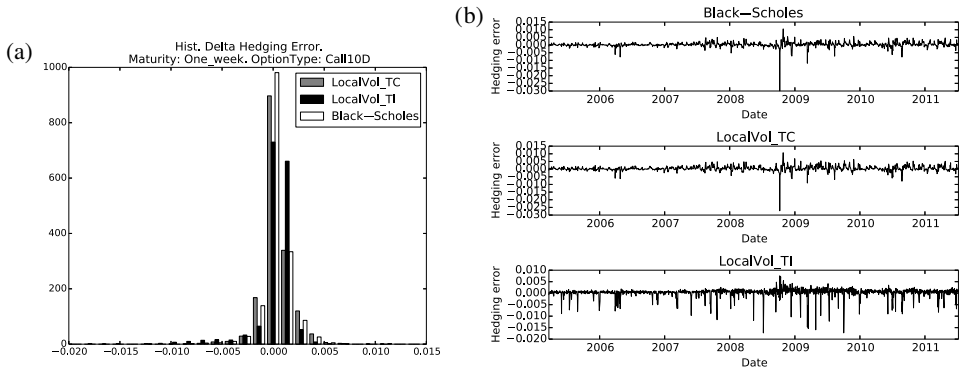 (a)
Hist. Delta Hedging Error.
Maturity: One_week. OptionType: Call10D
1000
800
600
400
200
0
−0.020 −0.015 −0.010 −0.005 0.000 0.005 0.010 0.015
LocalVol_TC
LocalVol_TI
Black−Scholes
(b)
Black−Scholes
Hedging error
0.015
0.010
0.005
0.000
−0.005
−0.010
−0.015
−0.020
−0.025
−0.030
2006 2007 2008 2009 2010 2011
Date
LocalVol_TC
Hedging error
0.015
0.010
0.005
0.000
−0.005
−0.010
−0.015
−0.020
−0.025
−0.030
2006 2007 2008 2009 2010 2011
Date
LocalVol_TI
Hedging error
0.010
0.005
0.000
−0.005
−0.010
−0.015
−0.020
2006 2007 2008 2009 2010 2011
Date